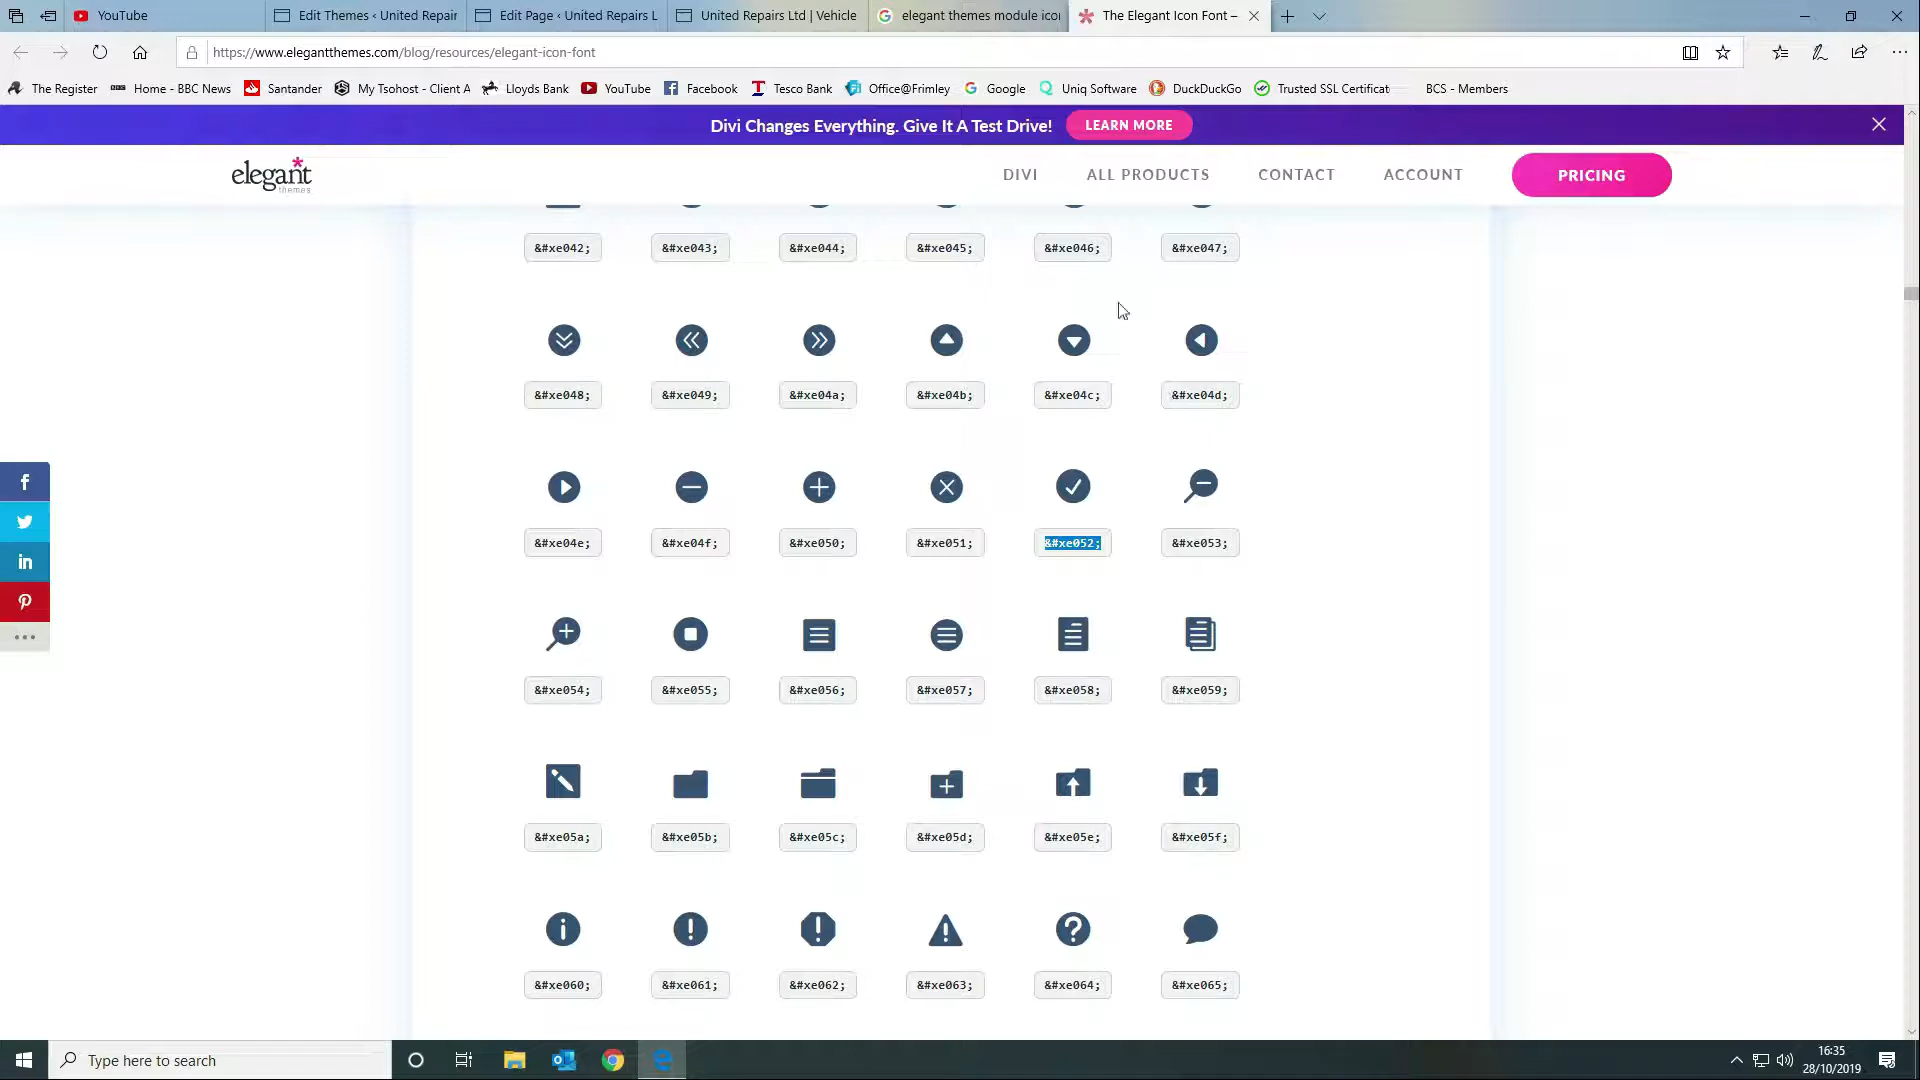 YouTube
Edit Themes ‹ United Repair
Edit Page ‹ United Repairs L
United Repairs Ltd | Vehicle
elegant themes module ico
The Elegant Icon Font –
https://www.elegantthemes.com/blog/resources/elegant-icon-font
The Register
Home - BBC News
Santander
My Tsohost - Client A
Lloyds Bank
YouTube
Facebook
Tesco Bank
Office@Frimley
Google
Uniq Software
DuckDuckGo
Trusted SSL Certificat
BCS - Members
Divi Changes Everything. Give It A Test Drive!
LEARN MORE
elegant
themes
DIVI
ALL PRODUCTS
CONTACT
ACCOUNT
PRICING
&#xe042; &#xe043; &#xe044; &#xe045; &#xe046; &#xe047;
&#xe048; &#xe049; &#xe04a; &#xe04b; &#xe04c; &#xe04d;
&#xe04e; &#xe04f; &#xe050; &#xe051; &#xe052; &#xe053;
&#xe054; &#xe055; &#xe056; &#xe057; &#xe058; &#xe059;
&#xe05a; &#xe05b; &#xe05c; &#xe05d; &#xe05e; &#xe05f;
&#xe060; &#xe061; &#xe062; &#xe063; &#xe064; &#xe065;
Type here to search
16:35
28/10/2019